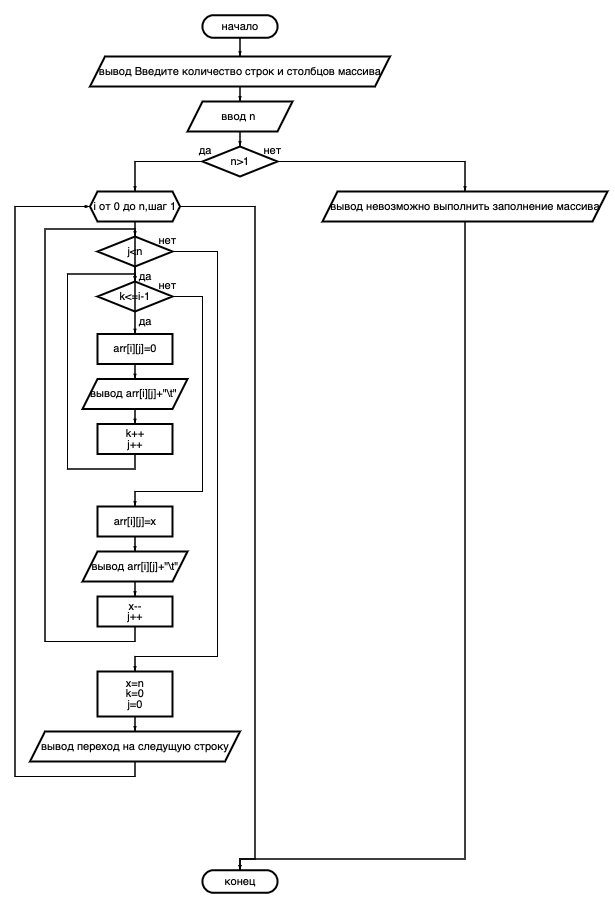 начало
вывод Введите количество строк и столбцов массива
ввод n
да
нет
n>1
i от 0 до n,шаг 1
вывод невозможно выполнить заполнение массива
нет
j<n
да
нет
k<=i-1
да
arr[i][j]=0
вывод arr[i][j]+"\t"
k++
j++
arr[i][j]=x
вывод arr[i][j]+"\t"
x--
j++
x=n
k=0
j=0
вывод переход на следущую строку
конец